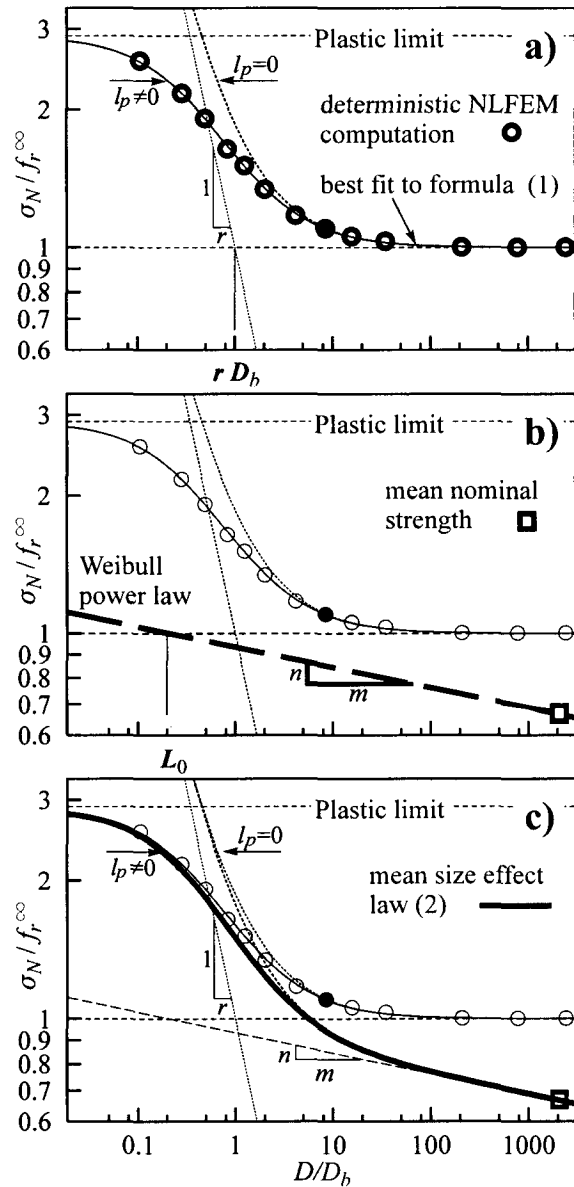 Plastic limit
a)
3
2
1
0.9
0.8
0.7
0.6
σ_N / f_r^∞
l_p≠0
l_p=0
deterministic NLFEM
computation
best fit to formula (1)
1
r
r D_b
Plastic limit
b)
3
2
1
0.9
0.8
0.7
0.6
σ_N / f_r^∞
mean nominal
strength
Weibull
power law
n
m
L_0
Plastic limit
c)
3
2
1
0.9
0.8
0.7
0.6
σ_N / f_r^∞
l_p≠0
l_p=0
mean size effect
law (2)
1
r
n
m
0.1
1
10
100
1000
D/D_b